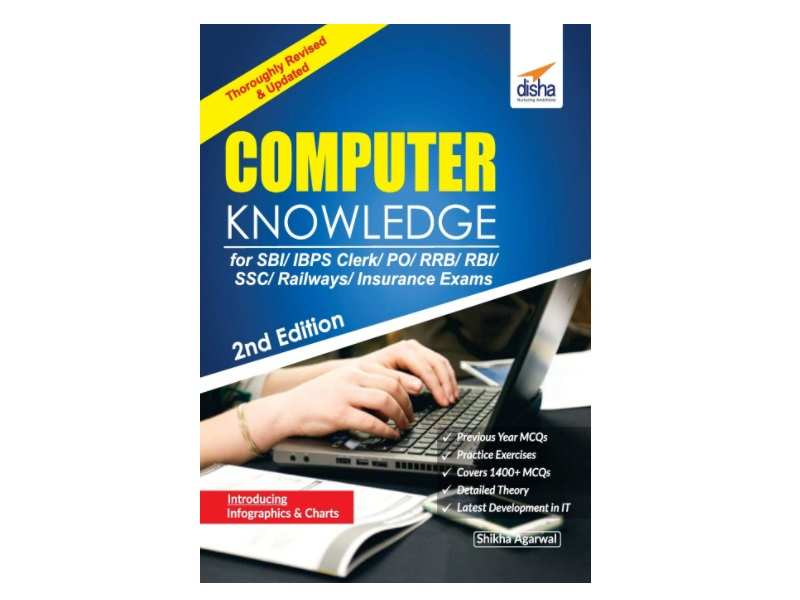 Thoroughly Revised
& Updated
disha
Nurturing Ambitions
COMPUTER
KNOWLEDGE
for SBI/ IBPS Clerk/ PO/ RRB/ RBI/
SSC/ Railways/ Insurance Exams
2nd Edition
✓ Previous Year MCQs
✓ Practice Exercises
✓ Covers 1400+ MCQs
✓ Detailed Theory
✓ Latest Development in IT
Introducing
Infographics & Charts
Shikha Agarwal